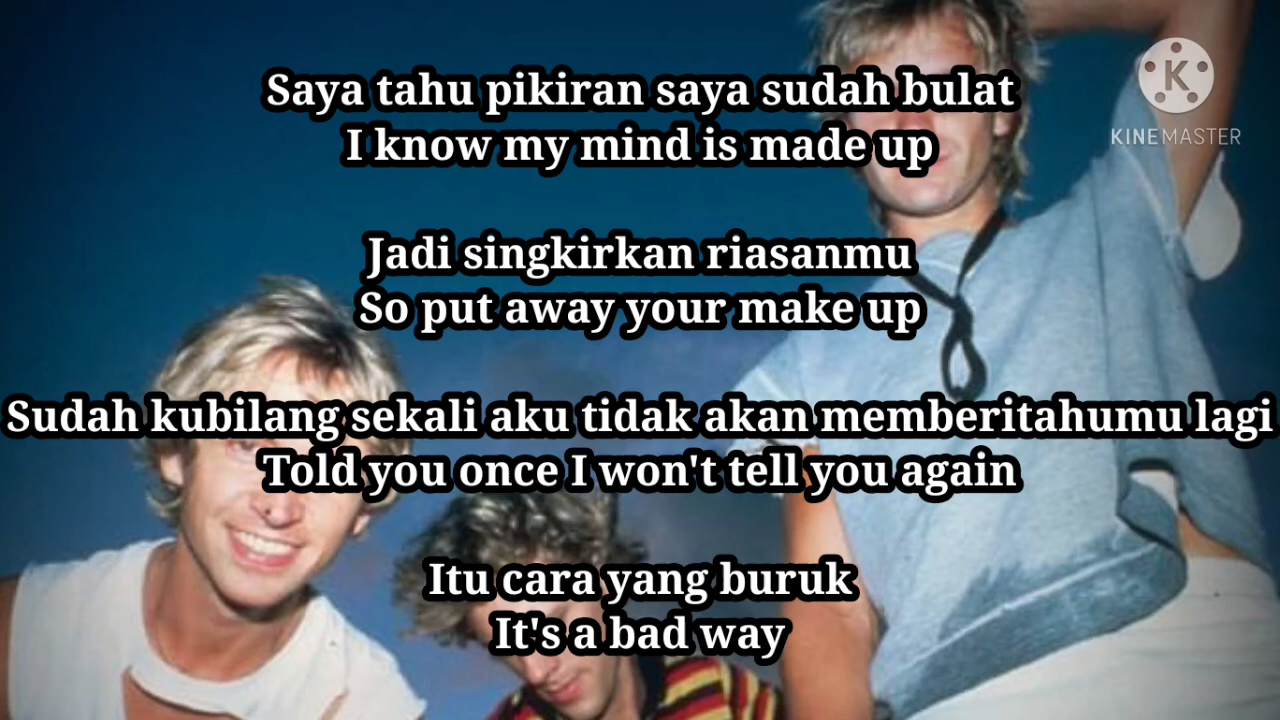 Saya tahu pikiran saya sudah bulat
I know my mind is made up
Jadi singkirkan riasanmu
So put away your make up
Sudah kubilang sekali aku tidak akan memberitahumu lagi
Told you once I won't tell you again
Itu cara yang buruk
It's a bad way
K
KINEMASTER